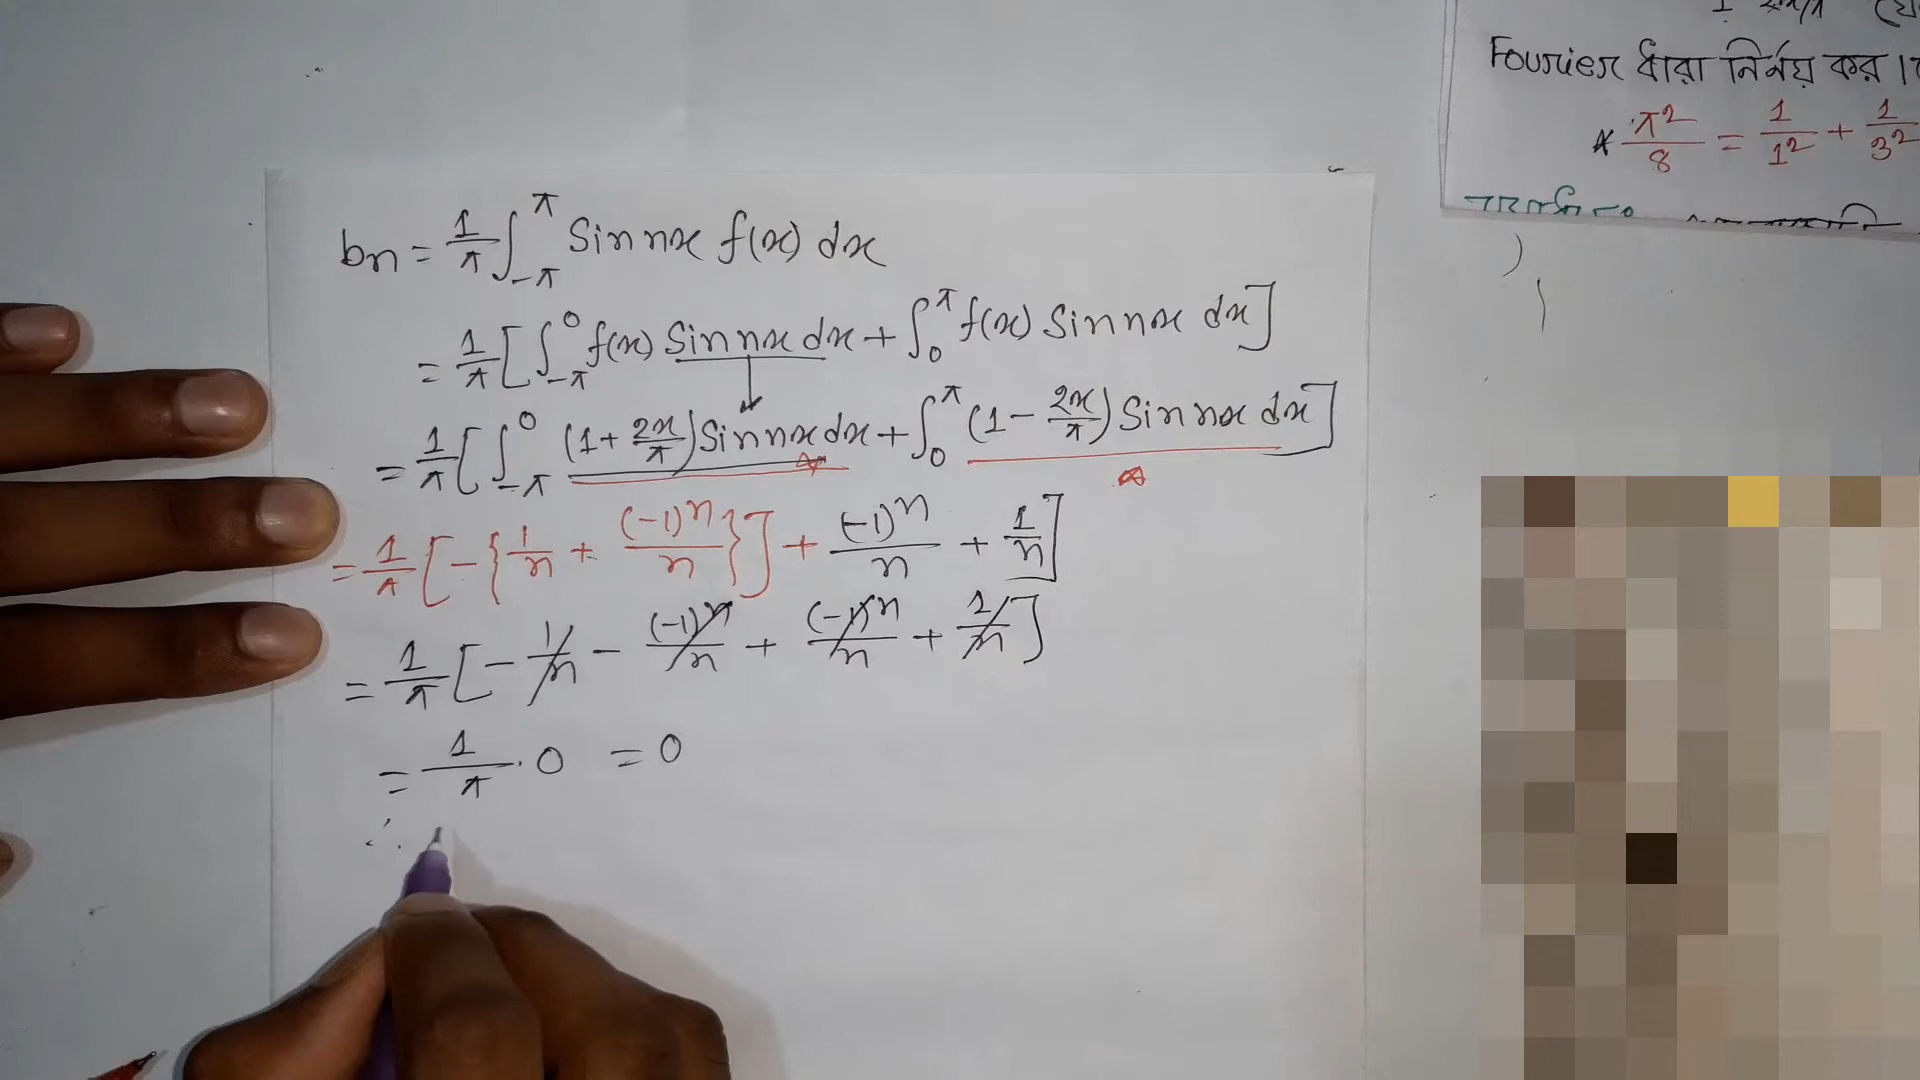 Fourier ধারা নির্নয় কর।
* π²/8 = 1/1² + 1/3²
bn = 1/π ∫_{-π}^{π} Sin nx f(x) dx
= 1/π [∫_{-π}^{0} f(x) Sin nx dx + ∫_{0}^{π} f(x) Sin nx dx]
= 1/π [∫_{-π}^{0} (1 + 2x/π) Sin nx dx + ∫_{0}^{π} (1 - 2x/π) Sin nx dx]
= 1/π [-{1/n + (-1)ⁿ/n}] + (-1)ⁿ/n + 1/n]
= 1/π [- 1/n - (-1)ⁿ/n + (-1)ⁿ/n + 1/n]
= 1/π · 0 = 0
∴